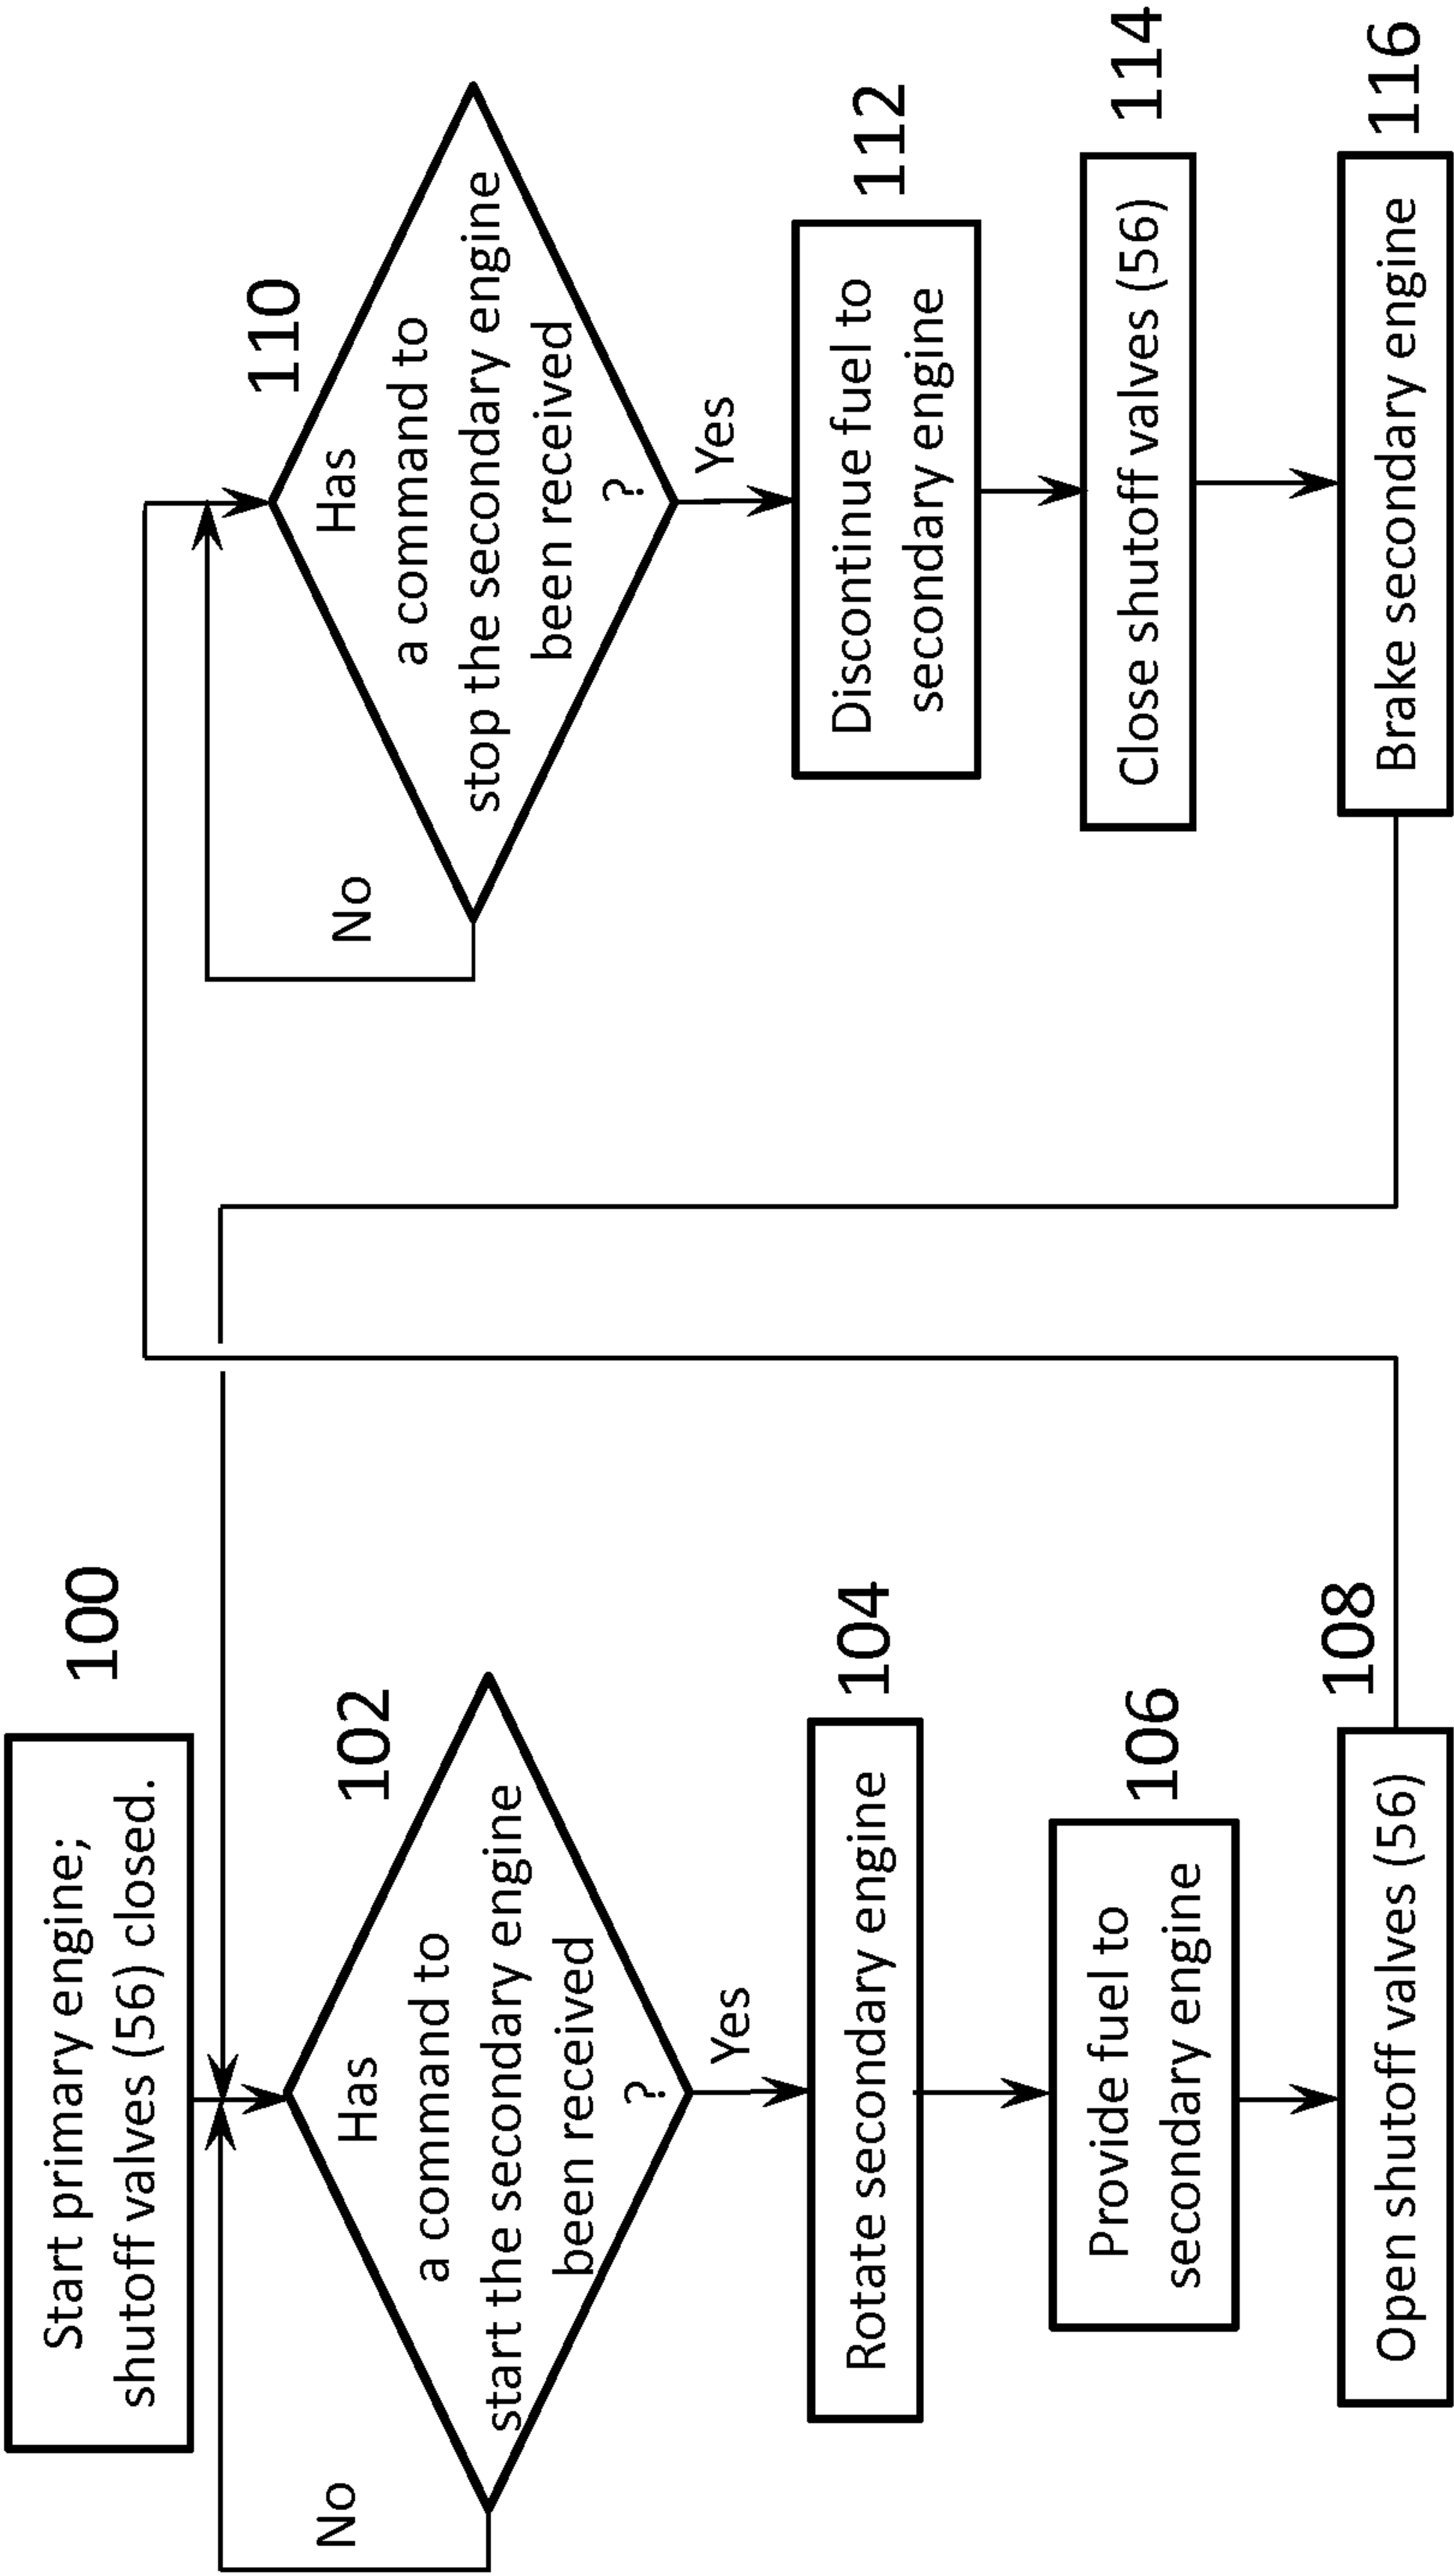 100
Start primary engine;
shutoff valves (56) closed.
102
Has
a command to
start the secondary engine
been received
?
No
Yes
104
Rotate secondary engine
106
Provide fuel to
secondary engine
108
Open shutoff valves (56)
110
Has
a command to
stop the secondary engine
been received
?
No
Yes
112
Discontinue fuel to
secondary engine
114
Close shutoff valves (56)
116
Brake secondary engine